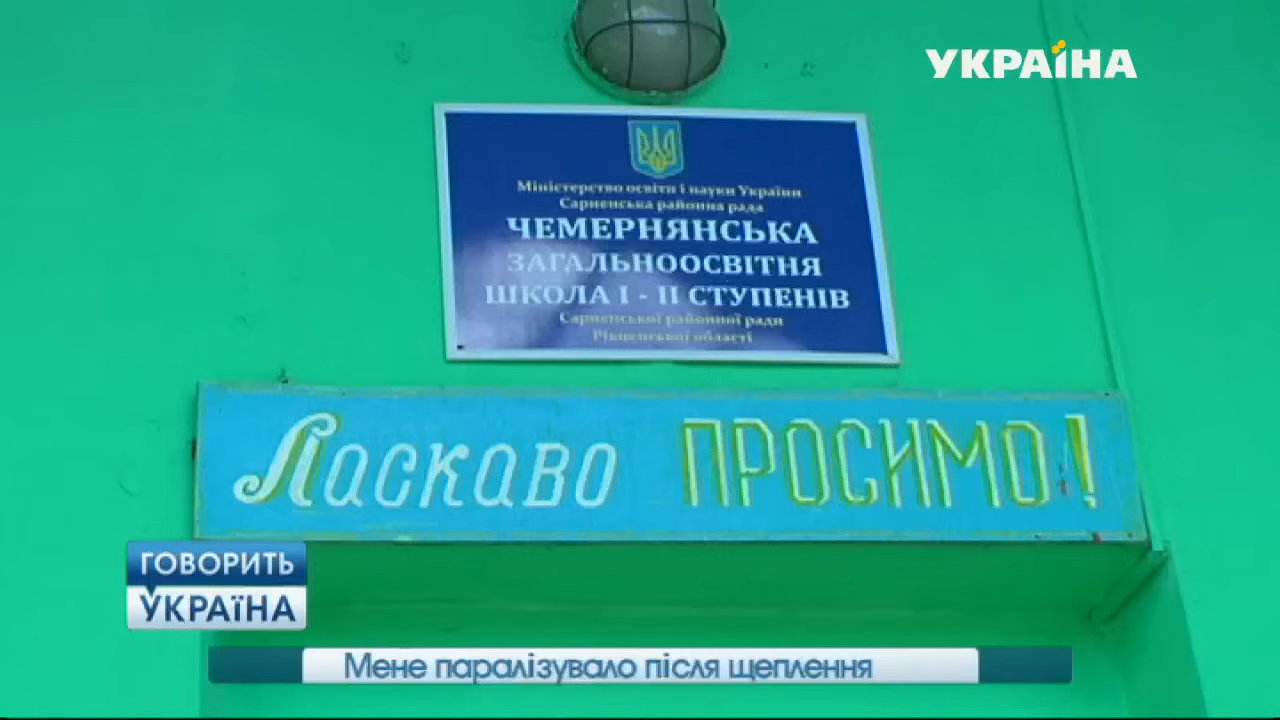 УКРАЇНА
Міністерство освіти і науки України
Сарненська районна рада
ЧЕМЕРНЯНСЬКА
ЗАГАЛЬНООСВІТНЯ
ШКОЛА І - ІІ СТУПЕНІВ
Сарненської районної ради
Рівненської області
Ласкаво ПРОСИМО!
ГОВОРИТЬ
УКРАЇНА
Мене паралізувало після щеплення